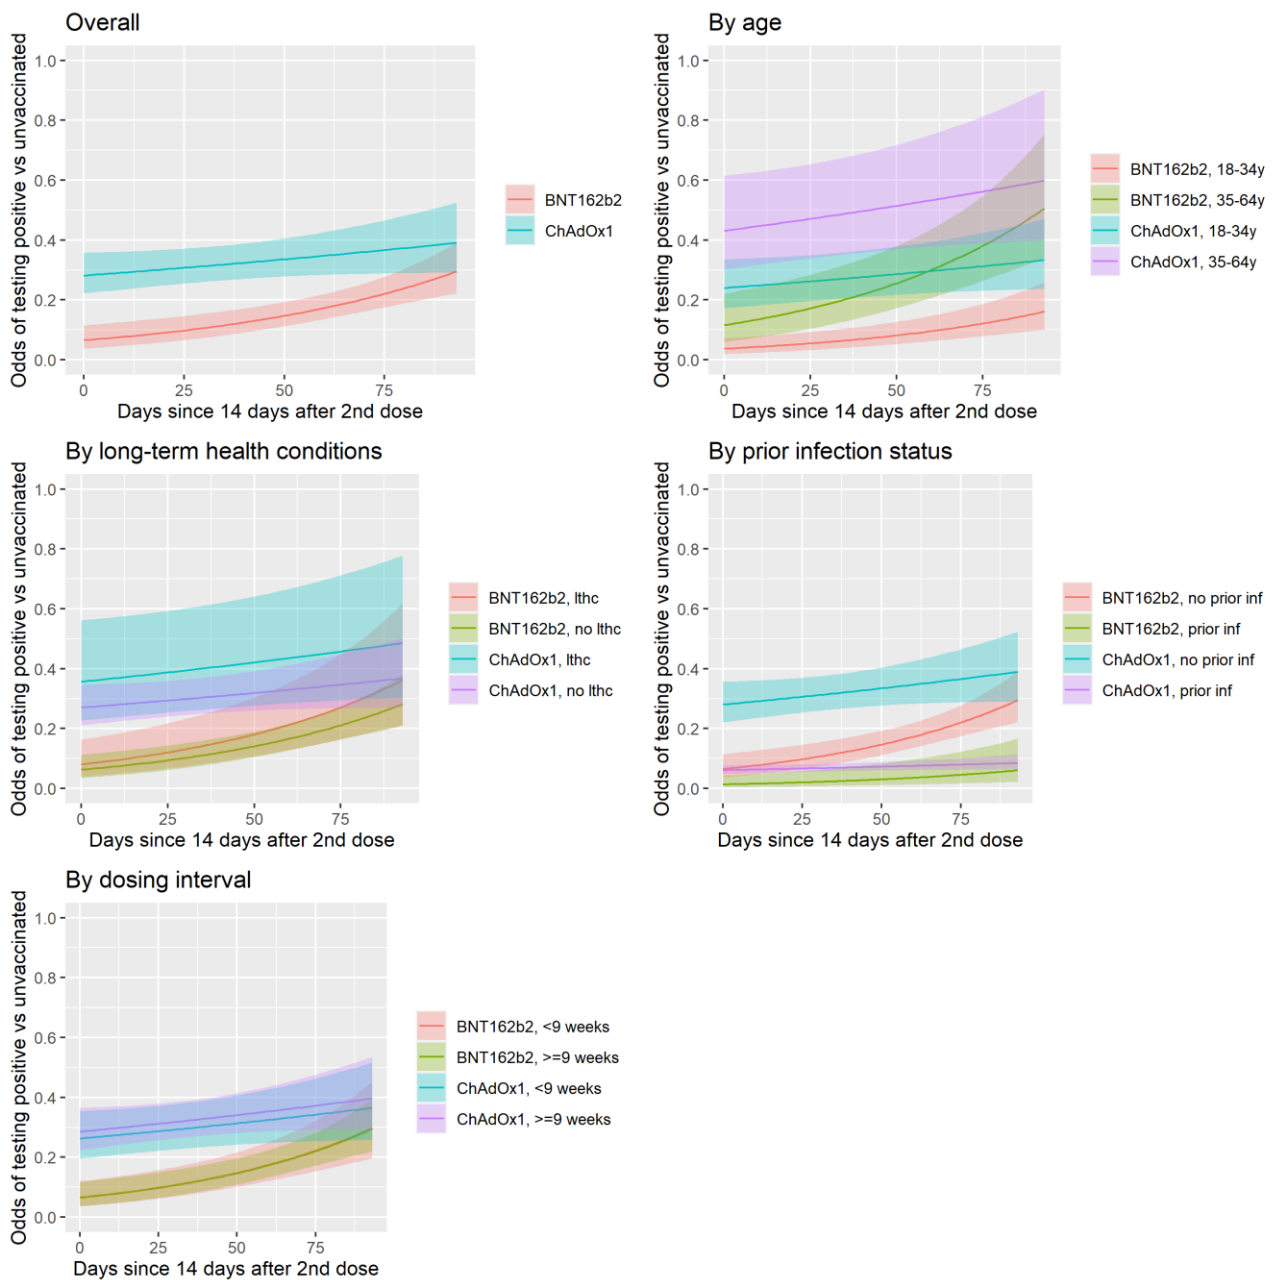 Overall
Odds of testing positive vs unvaccinated
1.0
0.8
0.6
0.4
0.2
0.0
0 25 50 75
Days since 14 days after 2nd dose
BNT162b2
ChAdOx1
By age
Odds of testing positive vs unvaccinated
1.0
0.8
0.6
0.4
0.2
0.0
0 25 50 75
Days since 14 days after 2nd dose
BNT162b2, 18-34y
BNT162b2, 35-64y
ChAdOx1, 18-34y
ChAdOx1, 35-64y
By long-term health conditions
Odds of testing positive vs unvaccinated
1.0
0.8
0.6
0.4
0.2
0.0
0 25 50 75
Days since 14 days after 2nd dose
BNT162b2, lthc
BNT162b2, no lthc
ChAdOx1, lthc
ChAdOx1, no lthc
By prior infection status
Odds of testing positive vs unvaccinated
1.0
0.8
0.6
0.4
0.2
0.0
0 25 50 75
Days since 14 days after 2nd dose
BNT162b2, no prior inf
BNT162b2, prior inf
ChAdOx1, no prior inf
ChAdOx1, prior inf
By dosing interval
Odds of testing positive vs unvaccinated
1.0
0.8
0.6
0.4
0.2
0.0
0 25 50 75
Days since 14 days after 2nd dose
BNT162b2, <9 weeks
BNT162b2, >=9 weeks
ChAdOx1, <9 weeks
ChAdOx1, >=9 weeks